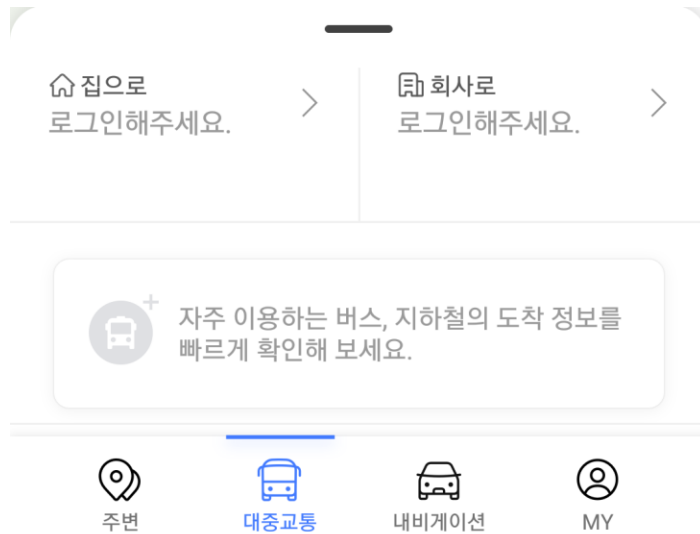 집으로
로그인해주세요.
회사로
로그인해주세요.
자주 이용하는 버스, 지하철의 도착 정보를
빠르게 확인해 보세요.
주변
대중교통
내비게이션
MY